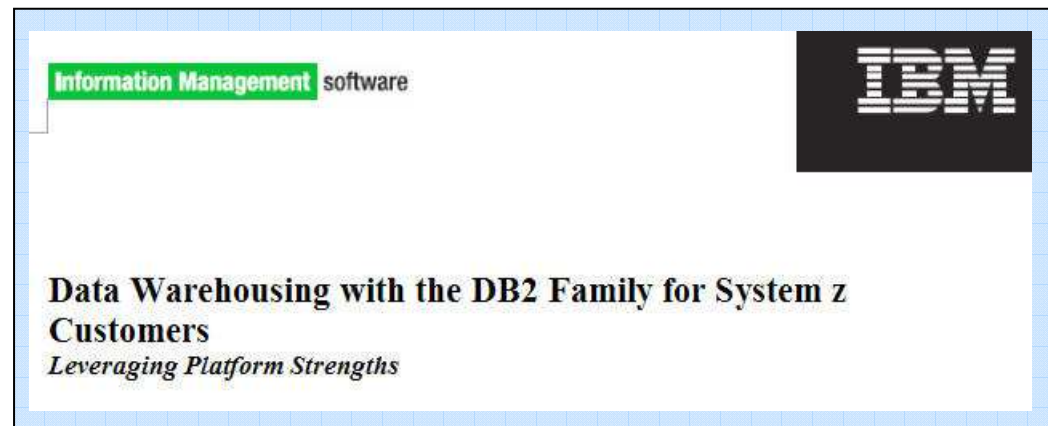 Information Management software
IBM
Data Warehousing with the DB2 Family for System z
Customers
Leveraging Platform Strengths